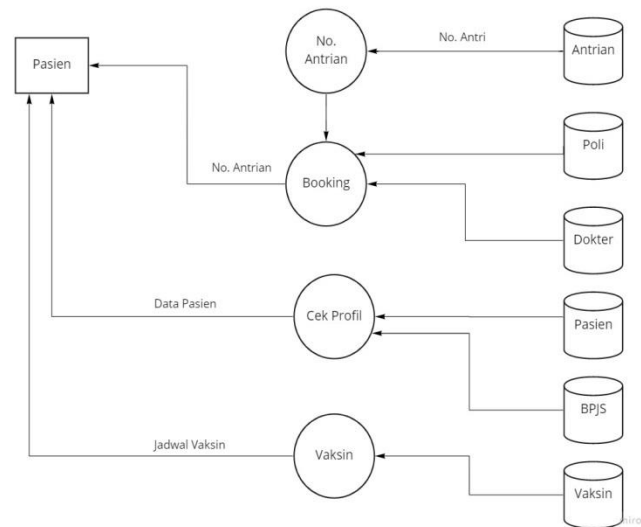 No.
Antrian
No. Antri
Antrian
Pasien
Poli
No. Antrian
Booking
Dokter
Data Pasien
Cek Profil
Pasien
BPJS
Jadwal Vaksin
Vaksin
Vaksin
miro